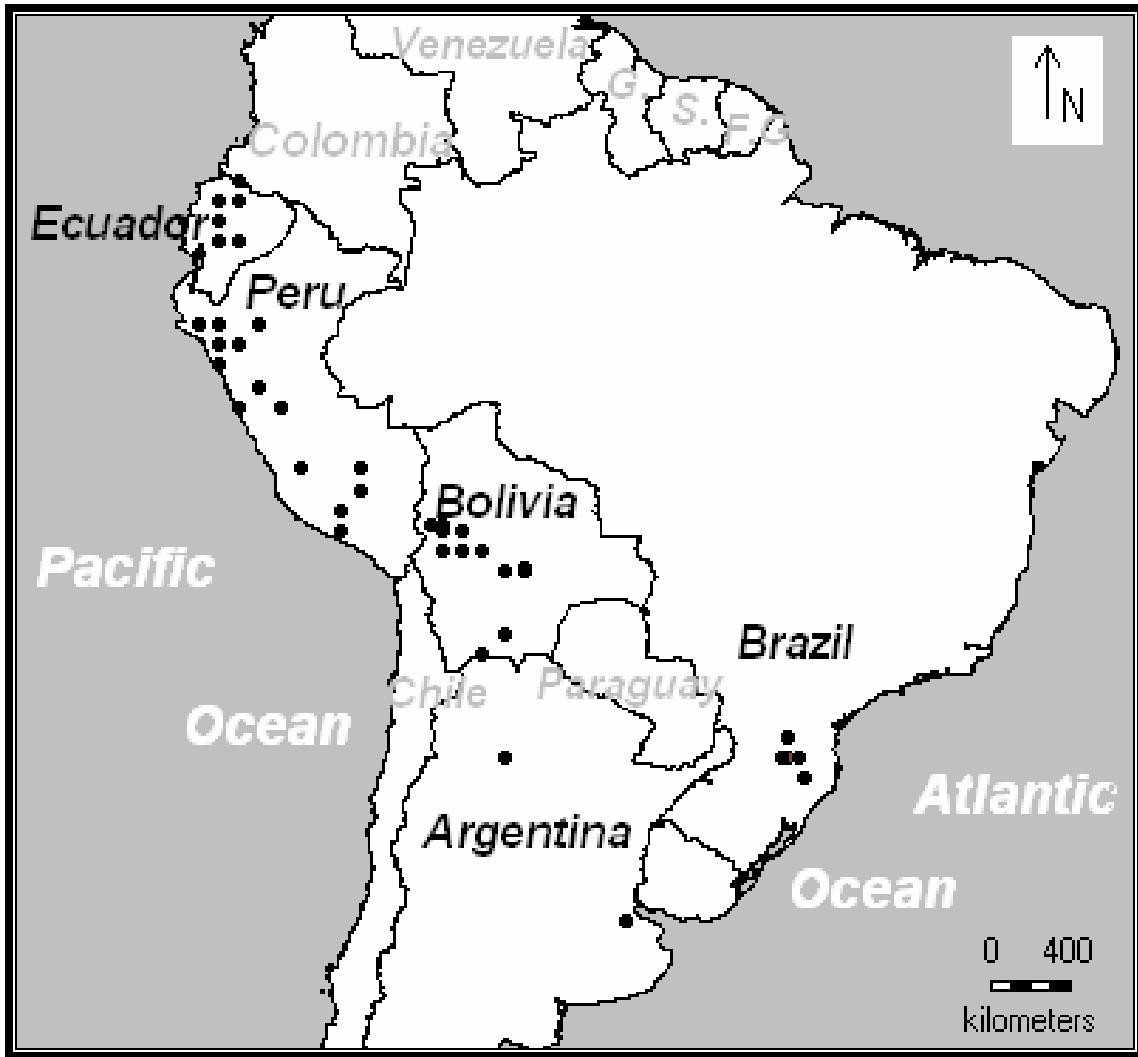 Venezuela
G.
S.
F.G
N
Colombia
Ecuador
Peru
Bolivia
Pacific
Brazil
Chile
Paraguay
Ocean
Atlantic
Argentina
Ocean
0 400
kilometers